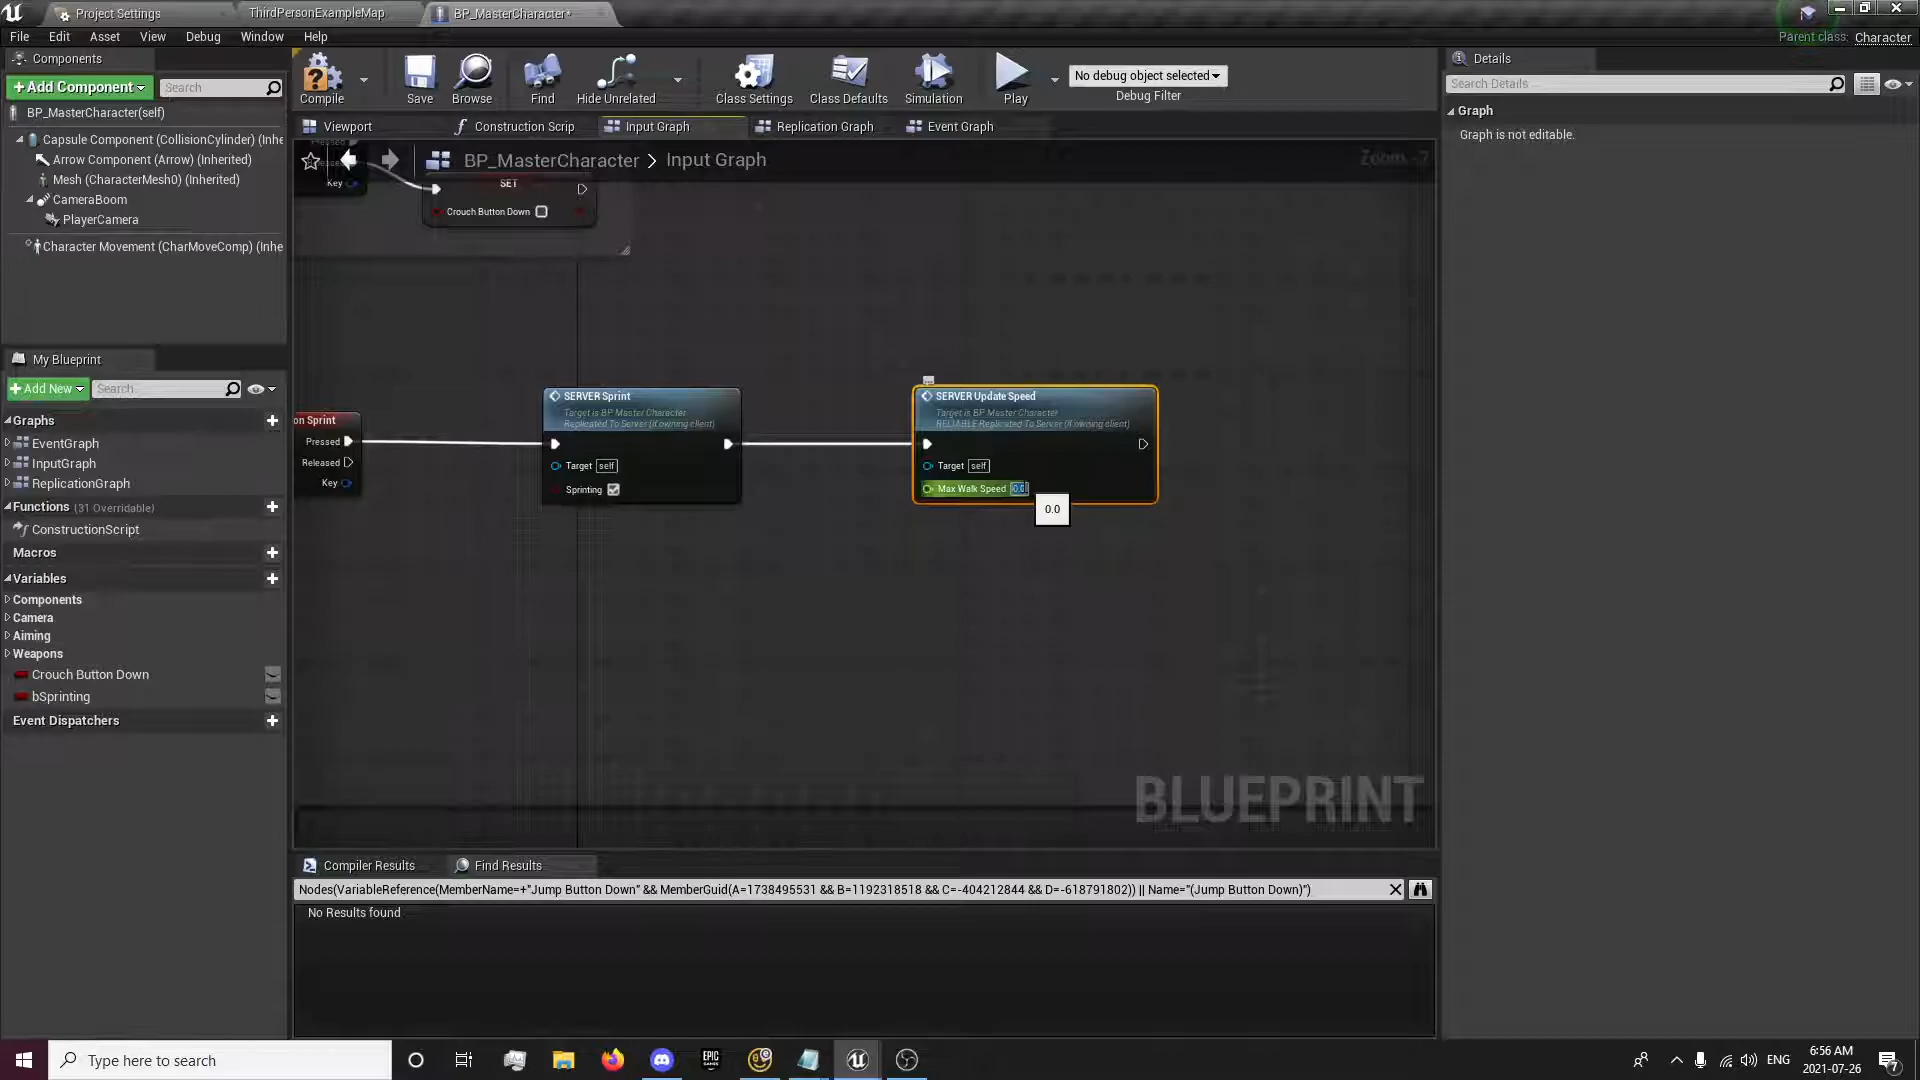 Project Settings
ThirdPersonExampleMap
BP_MasterCharacter*
File Edit Asset View Debug Window Help
Parent class: Character
Components
+Add Component
Search
BP_MasterCharacter(self)
Capsule Component (CollisionCylinder) (Inhe
Arrow Component (Arrow) (Inherited)
Mesh (CharacterMesh0) (Inherited)
CameraBoom
PlayerCamera
Character Movement (CharMoveComp) (Inhe
My Blueprint
+Add New
Search
Graphs
EventGraph
InputGraph
ReplicationGraph
Functions (31 Overridable)
ConstructionScript
Macros
Variables
Components
Camera
Aiming
Weapons
Crouch Button Down
bSprinting
Event Dispatchers
Compile
Save
Browse
Find
Hide Unrelated
Class Settings
Class Defaults
Simulation
Play
No debug object selected
Debug Filter
Viewport
Construction Scrip
Input Graph
Replication Graph
Event Graph
BP_MasterCharacter > Input Graph
Zoom -7
Key
SET
Crouch Button Down
on Sprint
Pressed
Released
Key
SERVER Sprint
Target is BP Master Character
Replicated To Server (if owning client)
Target self
Sprinting
SERVER Update Speed
Target is BP Master Character
RELIABLE Replicated To Server (if owning client)
Target self
Max Walk Speed 0.0
0.0
BLUEPRINT
Compiler Results
Find Results
Nodes(VariableReference(MemberName=+"Jump Button Down" && MemberGuid(A=1738495531 && B=1192318518 && C=-404212844 && D=-618791802)) || Name="(Jump Button Down)")
No Results found
Details
Search Details
Graph
Graph is not editable.
Type here to search
EPIC GAMES
ENG
6:56 AM
2021-07-26
7